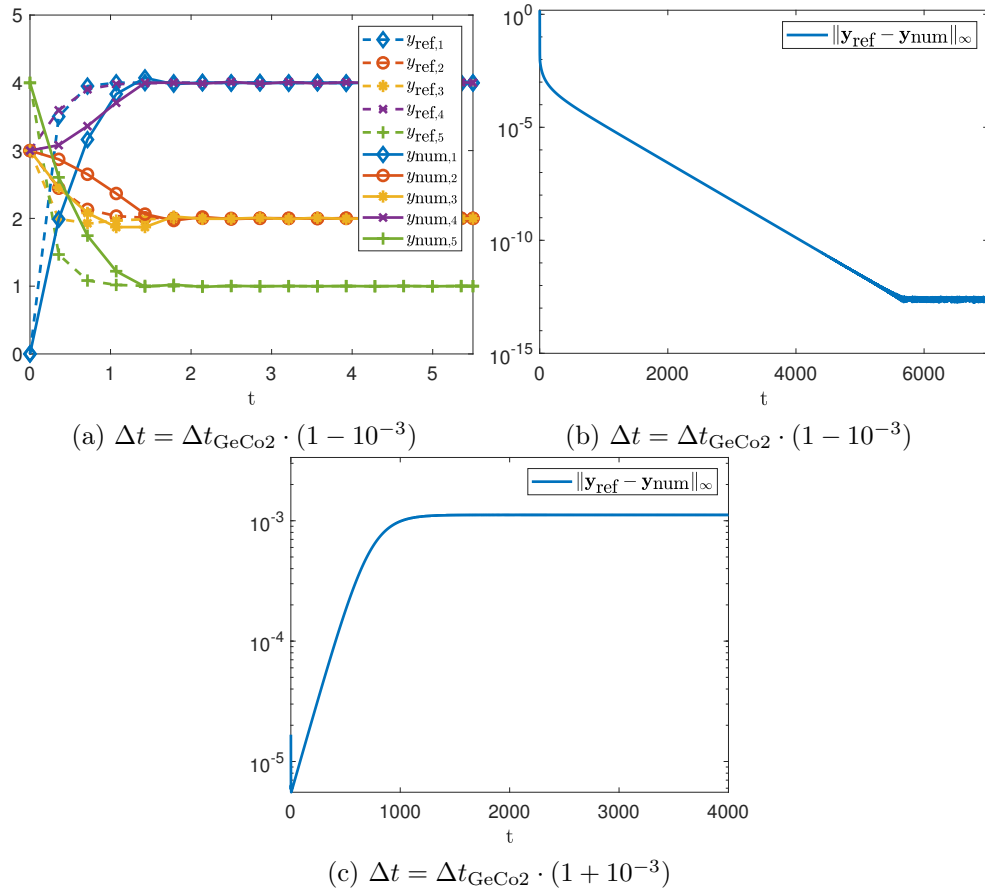 4
3
2
1
0
0 1 2 3 4 5
t
y_ref,1
y_ref,2
y_ref,3
y_ref,4
y_ref,5
y_num,1
y_num,2
y_num,3
y_num,4
y_num,5
(a) Δt = Δt_GeCo2 · (1 − 10^−3)
10^0
10^-5
10^-10
10^-15
0 2000 4000 6000
t
‖y_ref − y_num‖_∞
(b) Δt = Δt_GeCo2 · (1 − 10^−3)
10^-3
10^-4
10^-5
0 1000 2000 3000 4000
t
‖y_ref − y_num‖_∞
(c) Δt = Δt_GeCo2 · (1 + 10^−3)